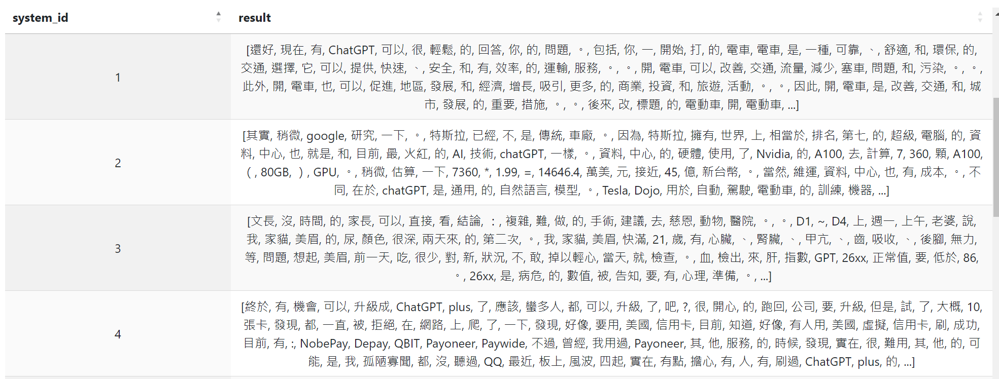 system_id result
1
[還好, 現在, 有, ChatGPT, 可以, 很, 輕鬆, 的, 回答, 你, 的, 問題, 。, 包括, 你, 一, 開始, 打, 的, 電車, 電車, 是, 一種, 可靠, 、, 舒適, 和, 環保, 的,
交通, 選擇, 它, 可以, 提供, 快速, 、, 安全, 和, 有, 效率, 的, 運輸, 服務, 。, 。, 開, 電車, 可以, 改善, 交通, 流量, 減少, 塞車, 問題, 和, 污染, 。, 。,
此外, 開, 電車, 也, 可以, 促進, 地區, 發展, 和, 經濟, 增長, 吸引, 更多, 的, 商業, 投資, 和, 旅遊, 活動, 。, 。, 因此, 開, 電車, 是, 改善, 交通, 和, 城
市, 發展, 的, 重要, 措施, 。, 。, 後來, 改, 標題, 的, 電動車, 開, 電動車, ...]
2
[其實, 稍微, google, 研究, 一下, 。, 特斯拉, 已經, 不, 是, 傳統, 車廠, 。, 因為, 特斯拉, 擁有, 世界, 上, 相當於, 排名, 第七, 的, 超級, 電腦, 的, 資
料, 中心, 也, 就是, 和, 目前, 最, 火紅, 的, AI, 技術, chatGPT, 一樣, 。, 資料, 中心, 的, 硬體, 使用, 了, Nvidia, 的, A100, 去, 計算, 7, 360, 顆, A100,
（, 80GB, ）, GPU, 。, 稍微, 估算, 一下, 7360, *, 1.99, =, 14646.4, 萬美, 元, 接近, 45, 億, 新台幣, 。, 當然, 維運, 資料, 中心, 也, 有, 成本, 。, 不
同, 在於, chatGPT, 是, 通用, 的, 自然語言, 模型, 。, Tesla, Dojo, 用於, 自動, 駕駛, 電動車, 的, 訓練, 機器, ...]
3
[文長, 沒, 時間, 的, 家長, 可以, 直接, 看, 結論, ：, 複雜, 難, 做, 的, 手術, 建議, 去, 慈恩, 動物, 醫院, 。, 。, D1, ~, D4, 上, 週一, 上午, 老婆, 說,
我, 家貓, 美眉, 的, 尿, 顏色, 很深, 兩天來, 的, 第二次, 。, 我, 家貓, 美眉, 快滿, 21, 歲, 有, 心臟, 、, 腎臟, 、, 甲亢, 、, 齒, 吸收, 、, 後腳, 無力,
等, 問題, 想起, 美眉, 前一天, 吃, 很少, 對, 新, 狀況, 不, 敢, 掉以輕心, 當天, 就, 檢查, 。, 血, 檢出, 來, 肝, 指數, GPT, 26xx, 正常值, 要, 低於, 86,
。, 26xx, 是, 病危, 的, 數值, 被, 告知, 要, 有, 心理, 準備, 。, ...]
4
[終於, 有, 機會, 可以, 升級成, ChatGPT, plus, 了, 應該, 蠻多人, 都, 可以, 升級, 了, 吧, ?, 很, 開心, 的, 跑回, 公司, 要, 升級, 但是, 試, 了, 大概, 10,
張卡, 發現, 都, 一直, 被, 拒絕, 在, 網路, 上, 爬, 了, 一下, 發現, 好像, 要用, 美國, 信用卡, 目前, 知道, 好像, 有人用, 美國, 虛擬, 信用卡, 刷, 成功,
目前, 有, :, NobePay, Depay, QBIT, Payoneer, Paywide, 不過, 曾經, 我用過, Payoneer, 其, 他, 服務, 的, 時候, 發現, 實在, 很, 難用, 其, 他, 的, 可
能, 是, 我, 孤陋寡聞, 都, 沒, 聽過, QQ, 最近, 板上, 風波, 四起, 實在, 有點, 擔心, 有, 人, 有, 刷過, ChatGPT, plus, 的, ...]